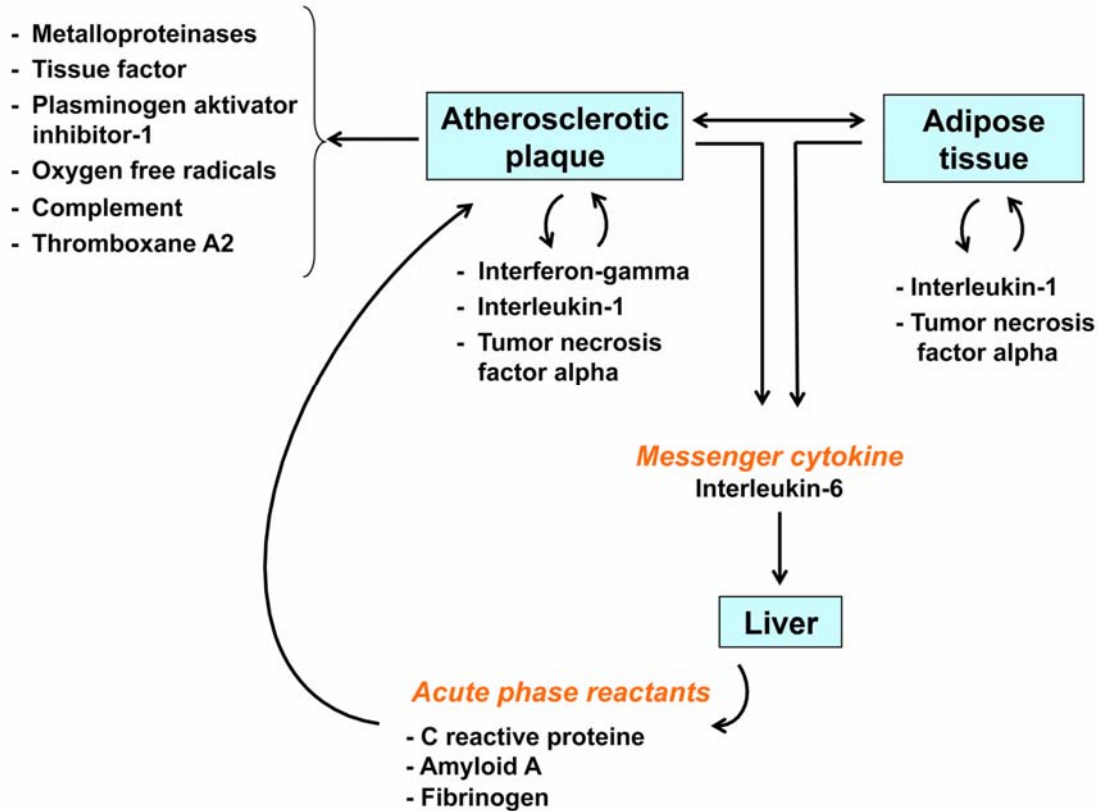 - Metalloproteinases
- Tissue factor
- Plasminogen aktivator
inhibitor-1
- Oxygen free radicals
- Complement
- Thromboxane A2
Atherosclerotic
plaque
Adipose
tissue
- Interferon-gamma
- Interleukin-1
- Tumor necrosis
factor alpha
- Interleukin-1
- Tumor necrosis
factor alpha
Messenger cytokine
Interleukin-6
Liver
Acute phase reactants
- C reactive proteine
- Amyloid A
- Fibrinogen